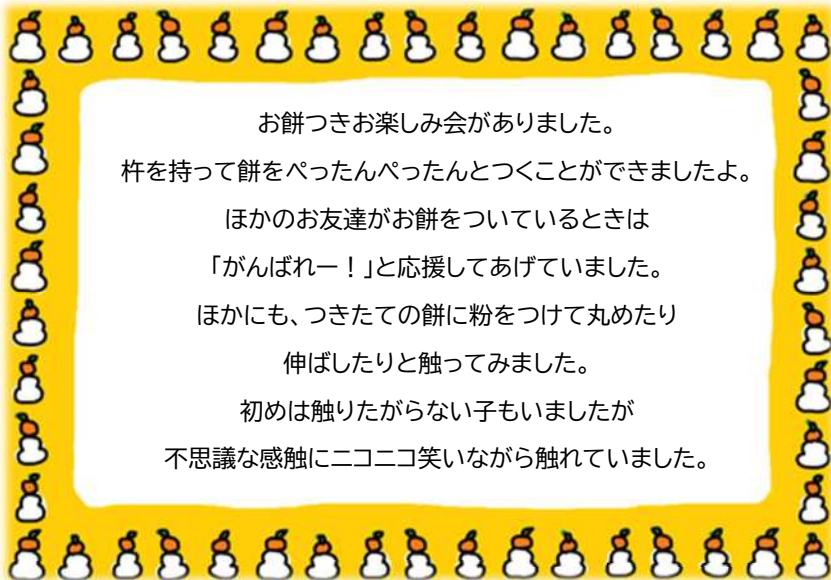 お餅つきお楽しみ会がありました。
杵を持って餅をぺったんぺったんとつくことができましたよ。
ほかのお友達がお餅をついているときは
「がんばれー！」と応援してあげていました。
ほかにも、つきたての餅に粉をつけて丸めたり
伸ばしたりと触ってみました。
初めは触りたがらない子もいましたが
不思議な感触にニコニコ笑いながら触れていました。